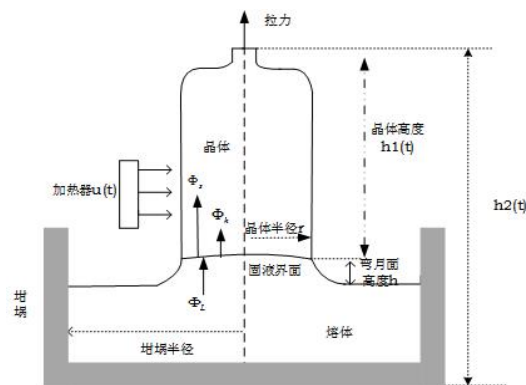 拉力
晶体
晶体高度
h1(t)
h2(t)
加热器u(t)
Φs
Φk
晶体半径r
固液界面
弯月面
高度h
坩埚
ΦL
熔体
坩埚半径